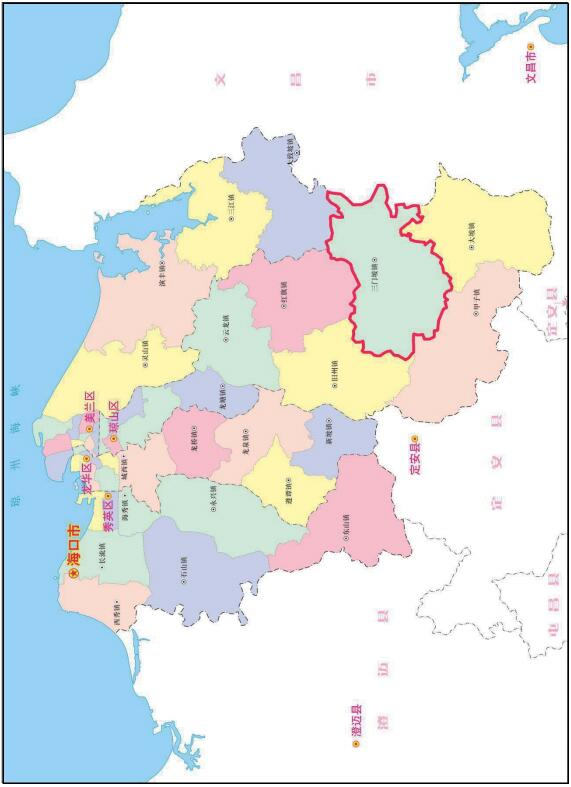 琼州海峡
文昌市
文昌市
大致坡镇
三江镇
演丰镇
大坡镇
三门坡镇
红旗镇
甲子镇
云龙镇
灵山镇
旧州镇
龙塘镇
美兰区
琼山区
新坡镇
龙泉镇
龙桥镇
定安县
定安县
定安县
龙华区
城西镇
遵谭镇
永兴镇
秀英区
海秀镇
东山镇
海口市
长流镇
石山镇
西秀镇
屯昌县
澄迈县
澄迈县